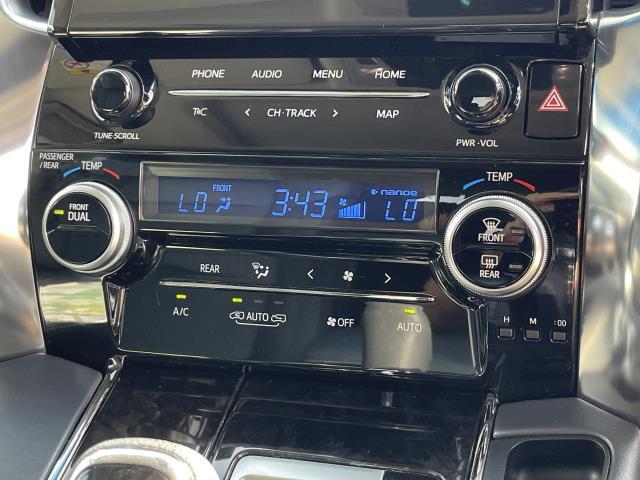 PHONE AUDIO MENU HOME
T&C < CH·TRACK > MAP
TUNE·SCROLL PWR·VOL
PASSENGER/REAR TEMP TEMP
FRONT
LO 3:43 nanoe LO
FRONT DUAL
FRONT
REAR
REAR < >
A/C AUTO OFF AUTO
H M :00